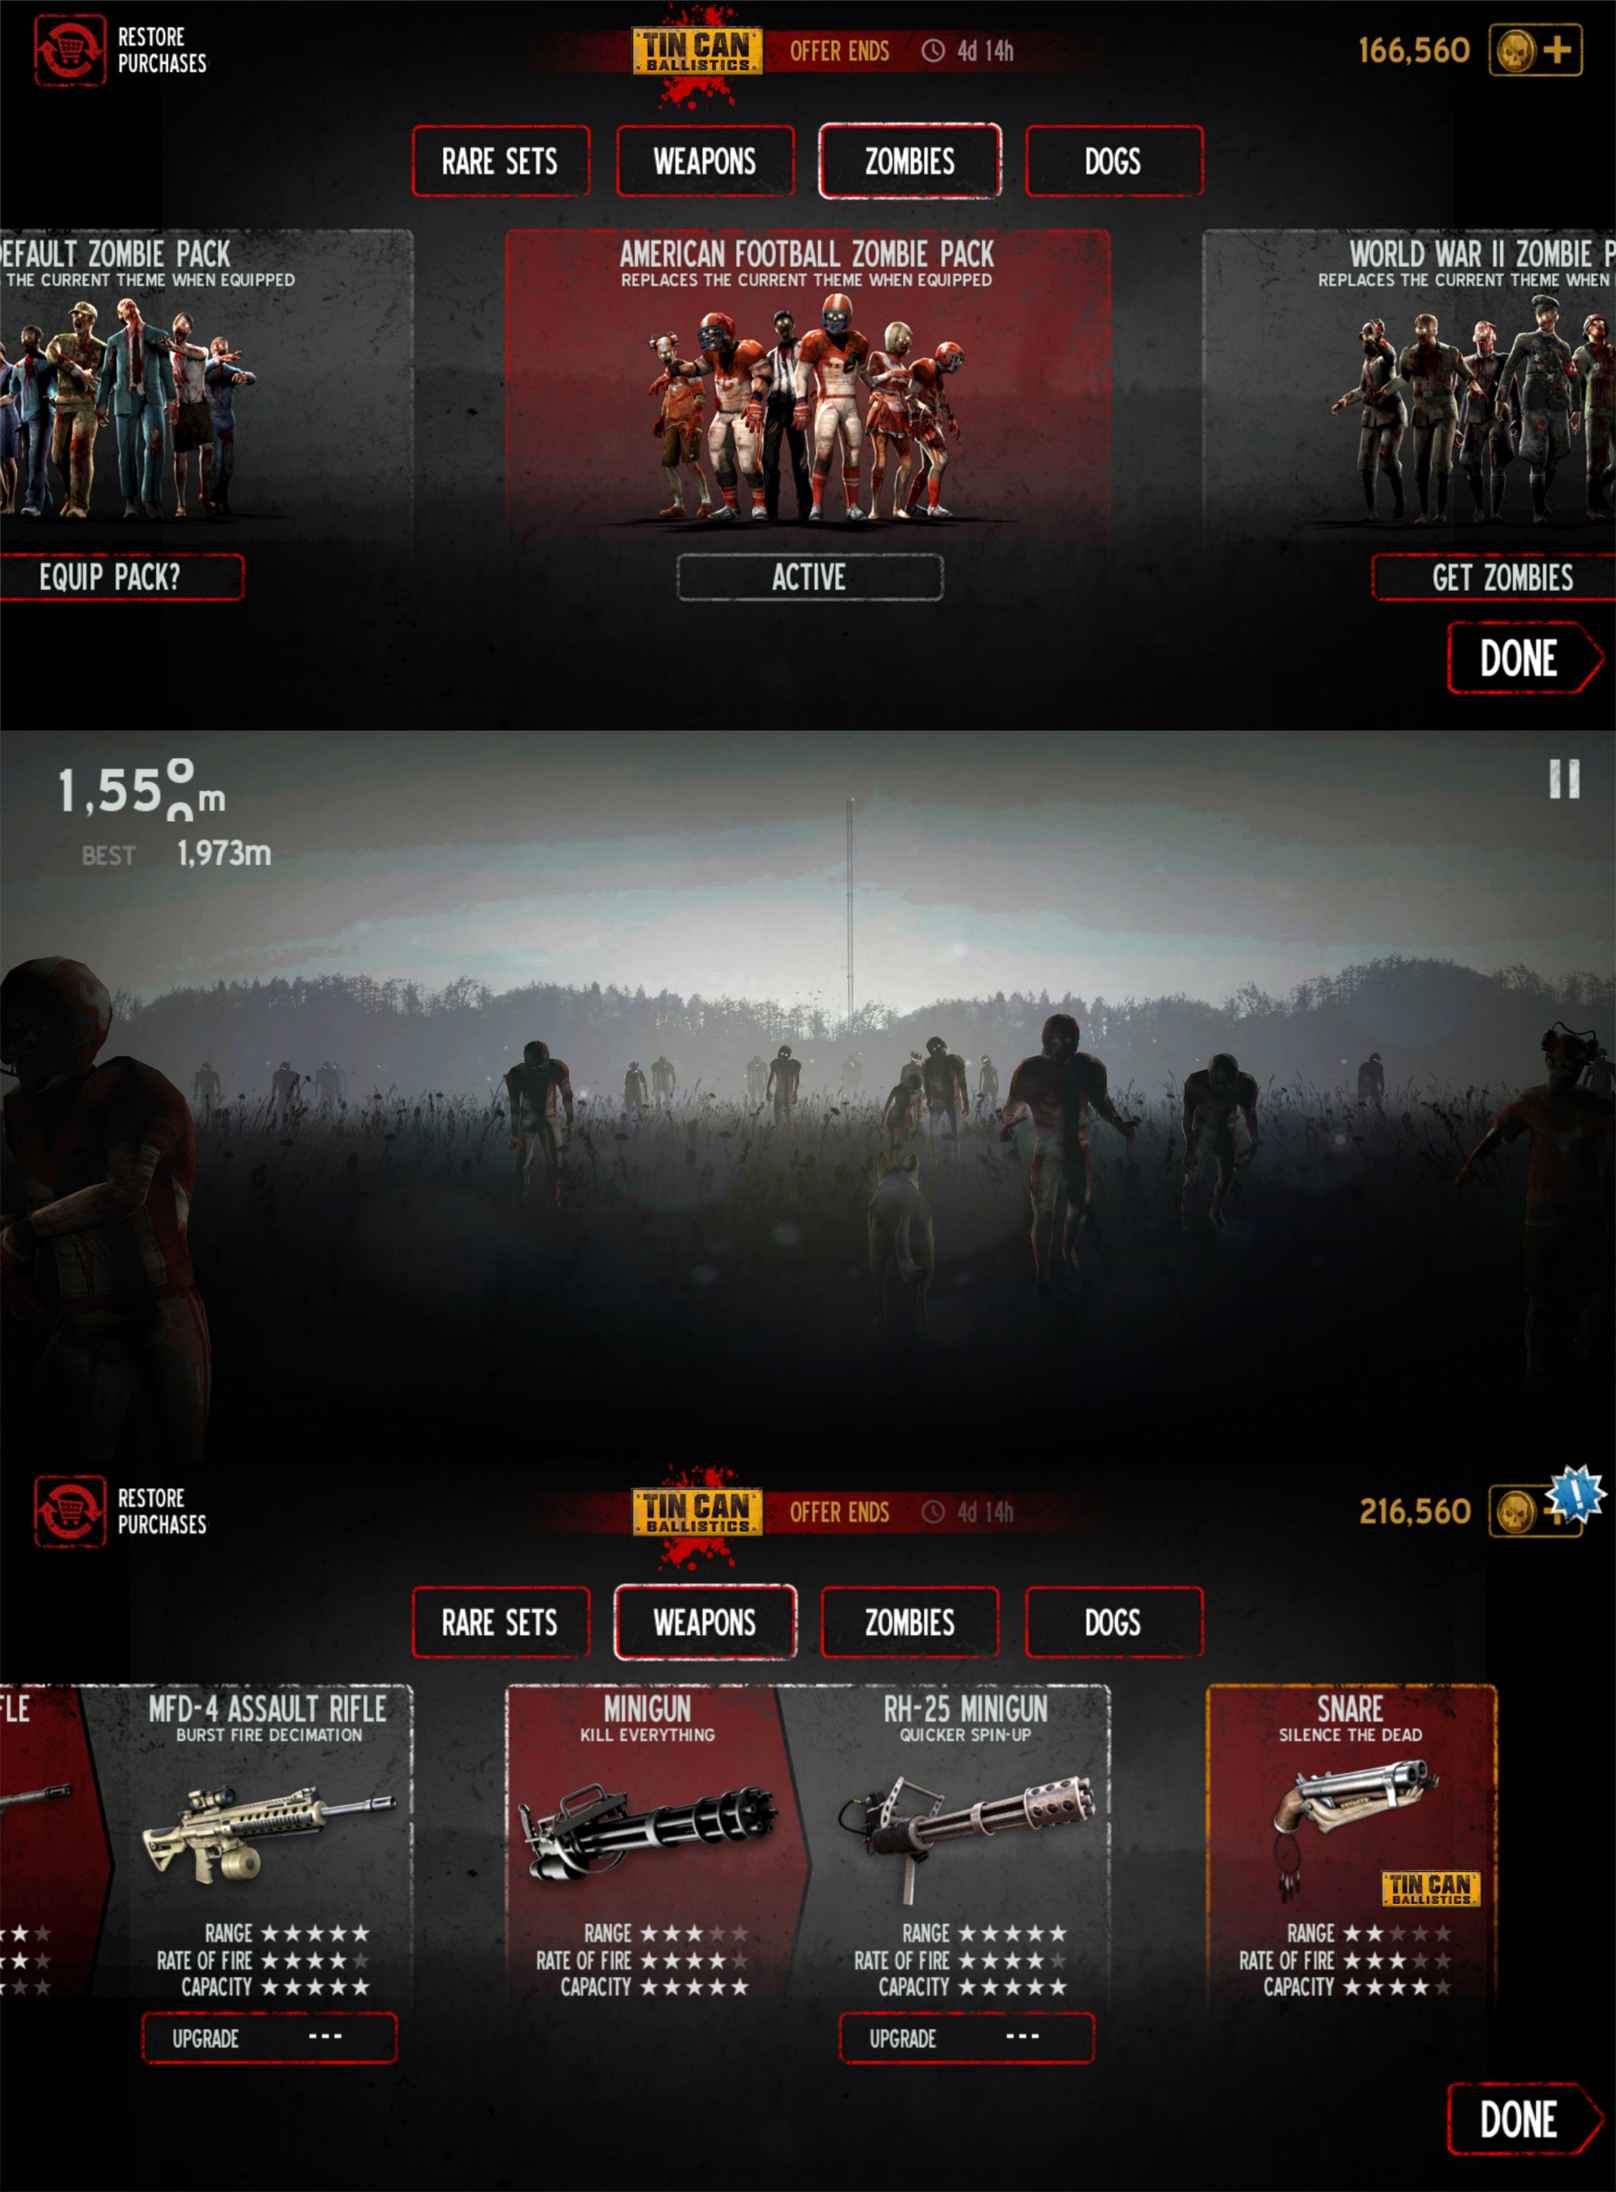 RESTORE
PURCHASES
TIN CAN
BALLISTICS
OFFER ENDS 4d 14h
166,560
RARE SETS
WEAPONS
ZOMBIES
DOGS
EFAULT ZOMBIE PACK
THE CURRENT THEME WHEN EQUIPPED
EQUIP PACK?
AMERICAN FOOTBALL ZOMBIE PACK
REPLACES THE CURRENT THEME WHEN EQUIPPED
ACTIVE
WORLD WAR II ZOMBIE P
REPLACES THE CURRENT THEME WHEN
GET ZOMBIES
DONE
1,55 m
BEST 1,973m
RESTORE
PURCHASES
TIN CAN
BALLISTICS
OFFER ENDS 4d 14h
216,560
RARE SETS
WEAPONS
ZOMBIES
DOGS
FLE
MFD-4 ASSAULT RIFLE
BURST FIRE DECIMATION
RANGE
RATE OF FIRE
CAPACITY
UPGRADE ---
MINIGUN
KILL EVERYTHING
RANGE
RATE OF FIRE
CAPACITY
RH-25 MINIGUN
QUICKER SPIN-UP
RANGE
RATE OF FIRE
CAPACITY
UPGRADE ---
SNARE
SILENCE THE DEAD
TIN CAN
BALLISTICS
RANGE
RATE OF FIRE
CAPACITY
DONE